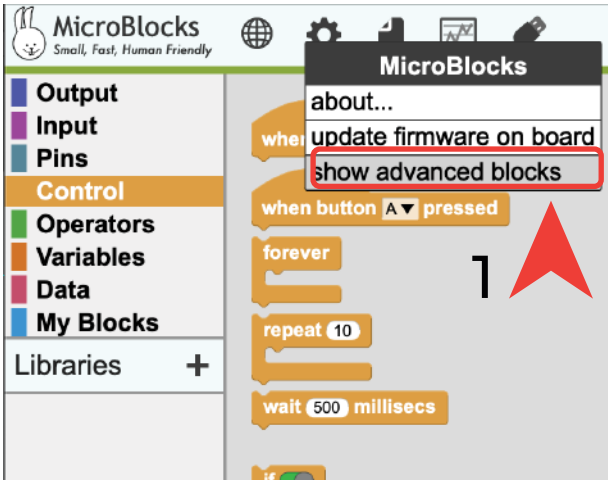 MicroBlocks
Small, Fast, Human Friendly
MicroBlocks
about...
update firmware on board
show advanced blocks
Output
Input
Pins
Control
Operators
Variables
Data
My Blocks
Libraries +
when button A pressed
forever
repeat 10
wait 500 millisecs
if
1